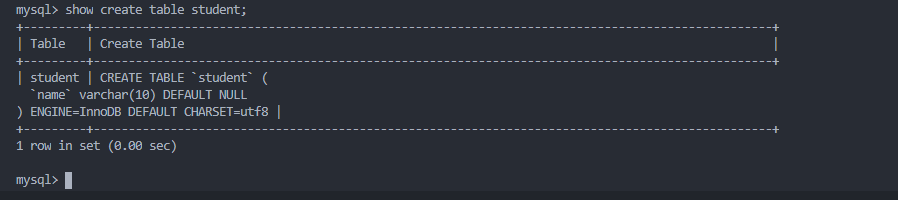 mysql> show create table student;
+---------+------------------------------------------------------------------------------------------------+
| Table   | Create Table                                                                                   |
+---------+------------------------------------------------------------------------------------------------+
| student | CREATE TABLE `student` (
  `name` varchar(10) DEFAULT NULL
) ENGINE=InnoDB DEFAULT CHARSET=utf8 |
+---------+------------------------------------------------------------------------------------------------+
1 row in set (0.00 sec)
mysql>